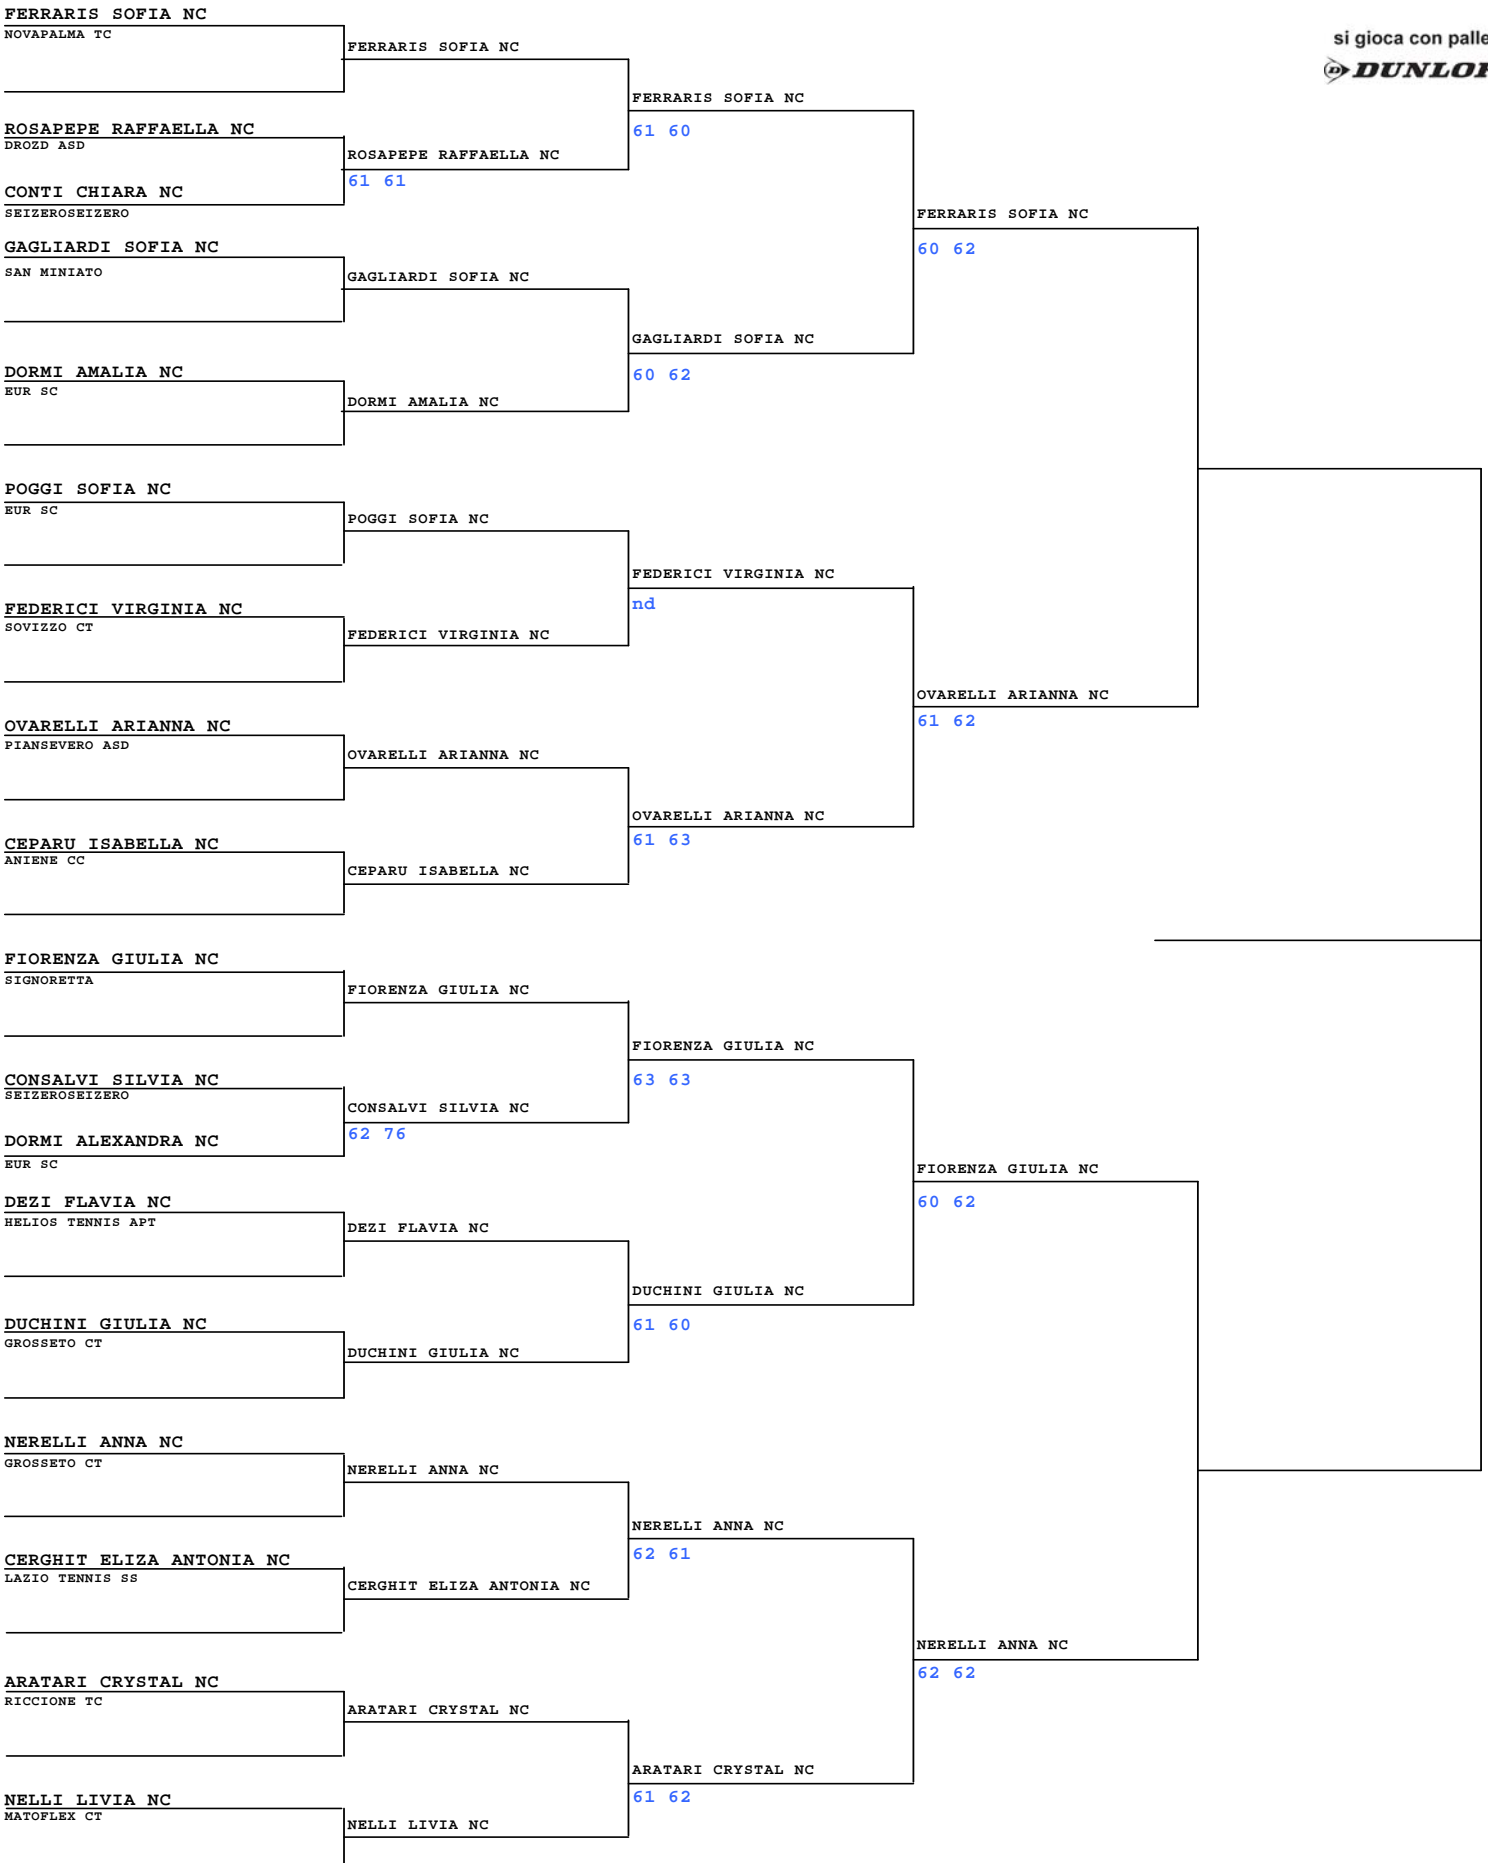 FERRARIS SOFIA NC
NOVAPALMA TC
FERRARIS SOFIA NC
si gioca con palle
DUNLOP
FERRARIS SOFIA NC
61 60
ROSAPEPE RAFFAELLA NC
DROZD ASD
ROSAPEPE RAFFAELLA NC
61 61
CONTI CHIARA NC
SEIZEROSEIZERO
FERRARIS SOFIA NC
60 62
GAGLIARDI SOFIA NC
SAN MINIATO
GAGLIARDI SOFIA NC
GAGLIARDI SOFIA NC
60 62
DORMI AMALIA NC
EUR SC
DORMI AMALIA NC
POGGI SOFIA NC
EUR SC
POGGI SOFIA NC
FEDERICI VIRGINIA NC
nd
FEDERICI VIRGINIA NC
SOVIZZO CT
FEDERICI VIRGINIA NC
OVARELLI ARIANNA NC
61 62
OVARELLI ARIANNA NC
PIANSEVERO ASD
OVARELLI ARIANNA NC
OVARELLI ARIANNA NC
61 63
CEPARU ISABELLA NC
ANIENE CC
CEPARU ISABELLA NC
FIORENZA GIULIA NC
SIGNORETTA
FIORENZA GIULIA NC
FIORENZA GIULIA NC
63 63
CONSALVI SILVIA NC
SEIZEROSEIZERO
CONSALVI SILVIA NC
62 76
DORMI ALEXANDRA NC
EUR SC
FIORENZA GIULIA NC
60 62
DEZI FLAVIA NC
HELIOS TENNIS APT
DEZI FLAVIA NC
DUCHINI GIULIA NC
61 60
DUCHINI GIULIA NC
GROSSETO CT
DUCHINI GIULIA NC
NERELLI ANNA NC
GROSSETO CT
NERELLI ANNA NC
NERELLI ANNA NC
62 61
CERGHIT ELIZA ANTONIA NC
LAZIO TENNIS SS
CERGHIT ELIZA ANTONIA NC
NERELLI ANNA NC
62 62
ARATARI CRYSTAL NC
RICCIONE TC
ARATARI CRYSTAL NC
ARATARI CRYSTAL NC
61 62
NELLI LIVIA NC
MATOFLEX CT
NELLI LIVIA NC